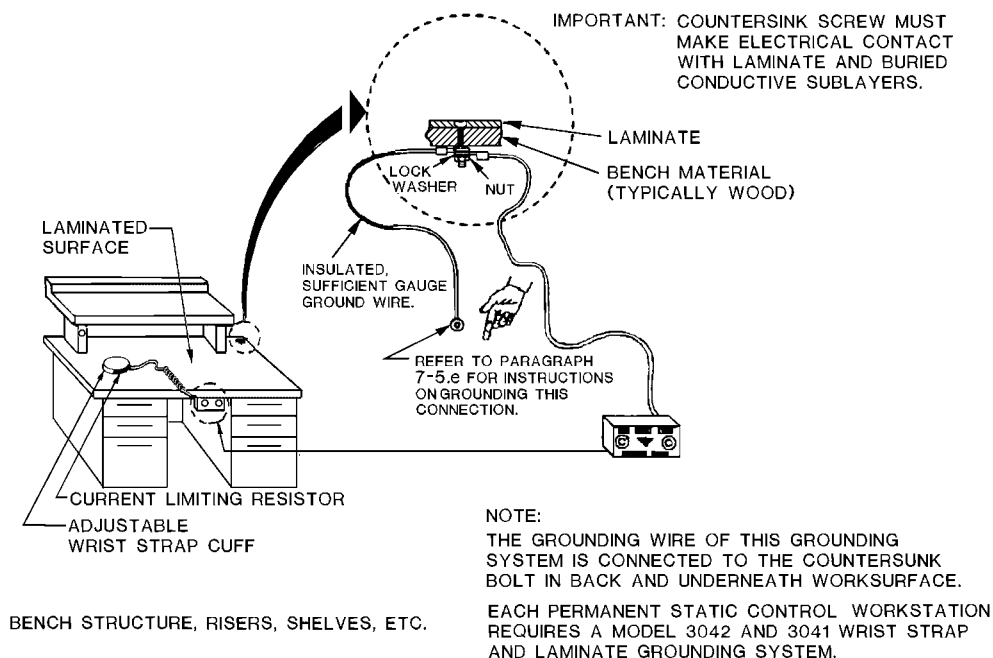 IMPORTANT: COUNTERSINK SCREW MUST
MAKE ELECTRICAL CONTACT
WITH LAMINATE AND BURIED
CONDUCTIVE SUBLAYERS.
LAMINATE
BENCH MATERIAL
(TYPICALLY WOOD)
LOCK
WASHER
NUT
LAMINATED
SURFACE
INSULATED,
SUFFICIENT GAUGE
GROUND WIRE.
REFER TO PARAGRAPH
7-5.e FOR INSTRUCTIONS
ON GROUNDING THIS
CONNECTION.
CURRENT LIMITING RESISTOR
ADJUSTABLE
WRIST STRAP CUFF
NOTE:
THE GROUNDING WIRE OF THIS GROUNDING
SYSTEM IS CONNECTED TO THE COUNTERSUNK
BOLT IN BACK AND UNDERNEATH WORKSURFACE.
BENCH STRUCTURE, RISERS, SHELVES, ETC.
EACH PERMANENT STATIC CONTROL WORKSTATION
REQUIRES A MODEL 3042 AND 3041 WRIST STRAP
AND LAMINATE GROUNDING SYSTEM.